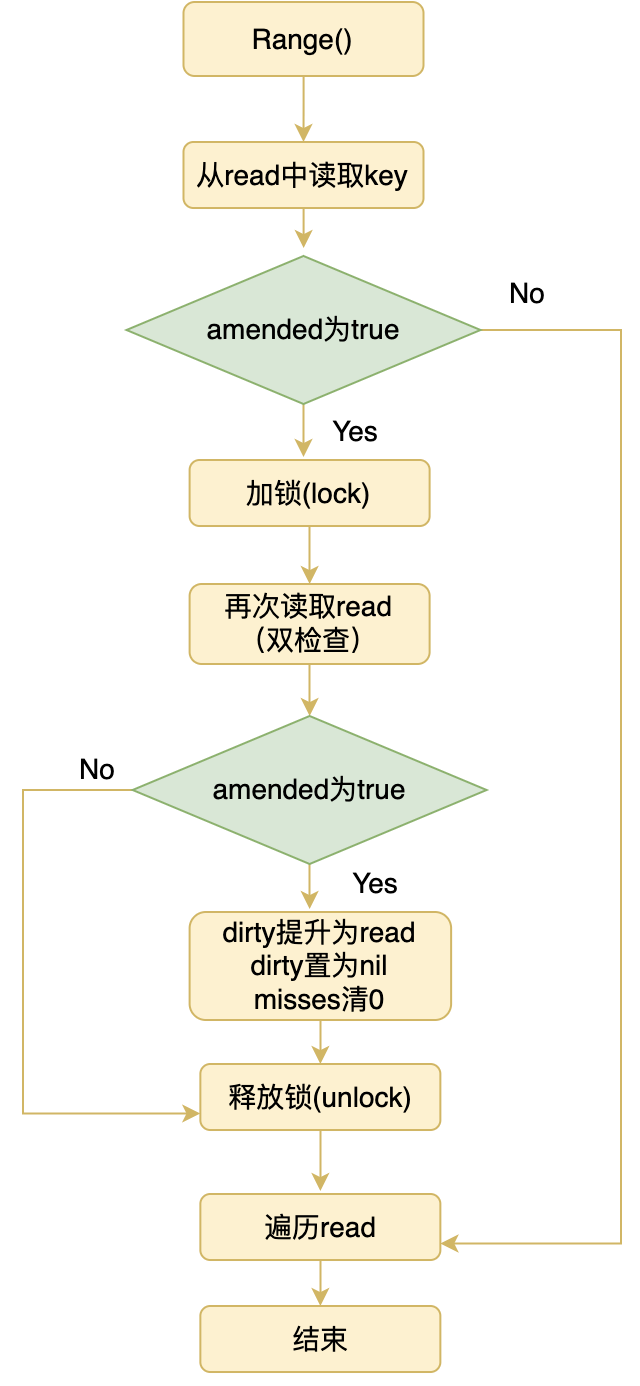 Range()
从read中读取key
No
amended为true
Yes
加锁(lock)
再次读取read
（双检查）
No
amended为true
Yes
dirty提升为read
dirty置为nil
misses清0
释放锁(unlock)
遍历read
结束